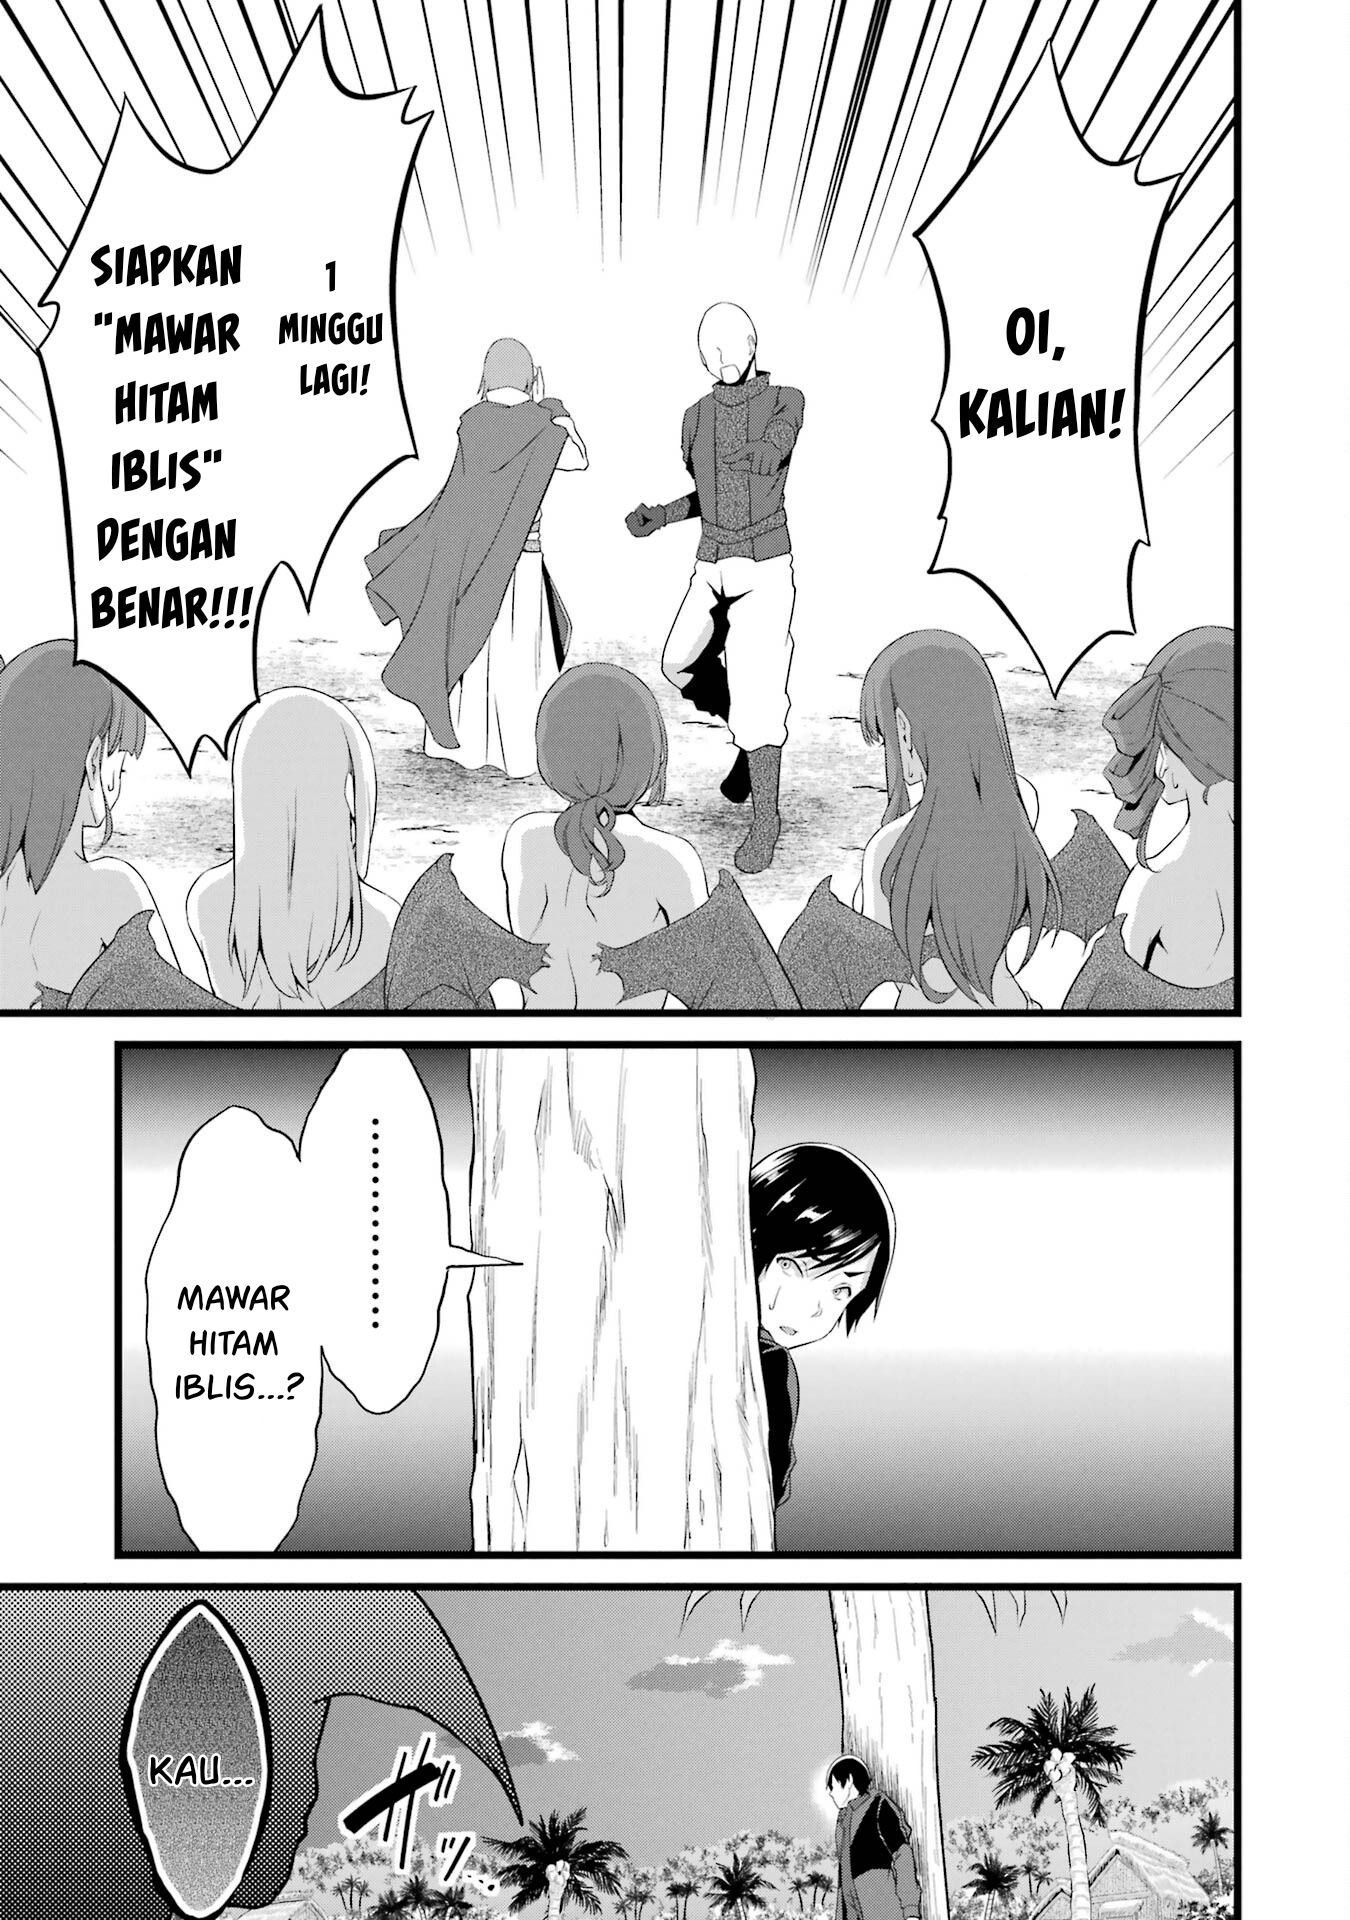 OI,
KALIAN!
1
MINGGU
LAGI!
SIAPKAN
"MAWAR
HITAM
IBLIS"
DENGAN
BENAR!!!
............
MAWAR
HITAM
IBLIS...?
KAU...